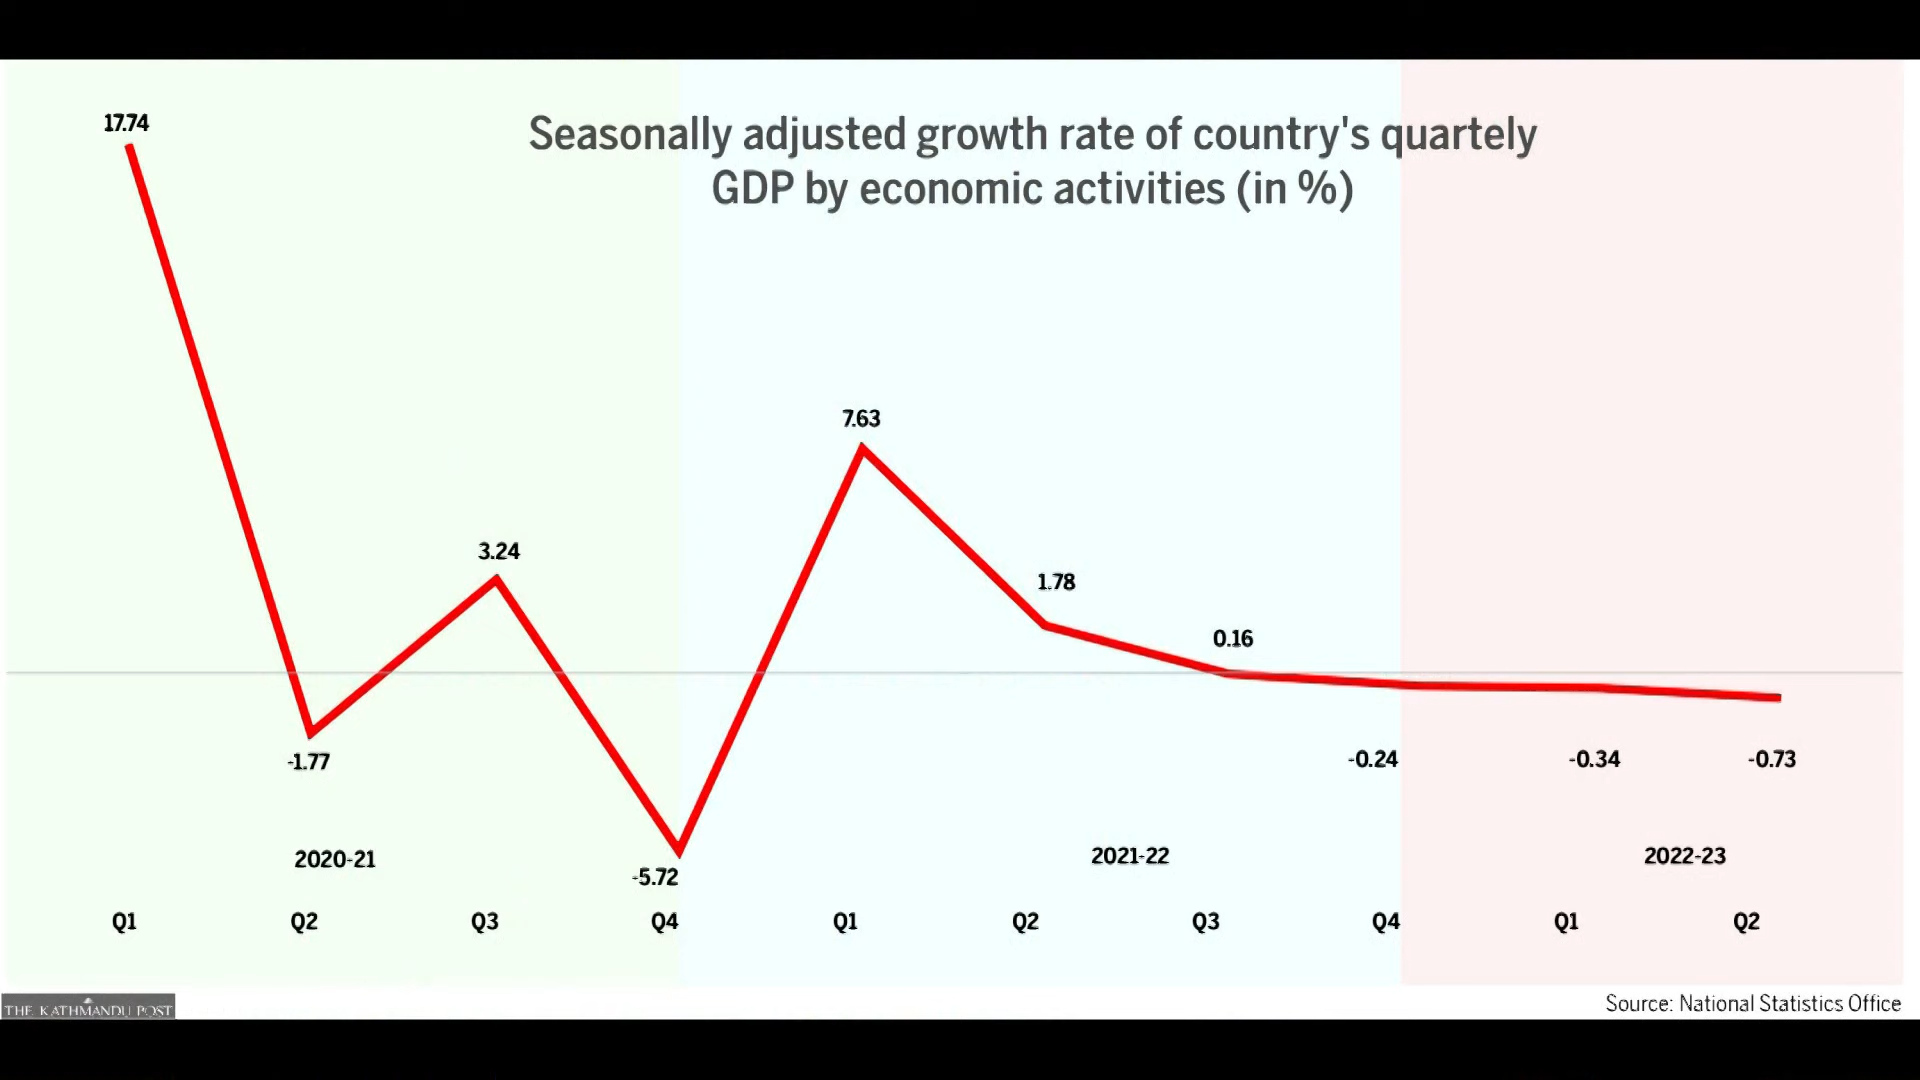 17.74
Seasonally adjusted growth rate of country's quartely
GDP by economic activities (in %)
7.63
3.24
1.78
0.16
-1.77
-0.24
-0.34
-0.73
-5.72
2020-21
2021-22
2022-23
Q1 Q2 Q3 Q4 Q1 Q2 Q3 Q4 Q1 Q2
THE KATHMANDU POST
Source: National Statistics Office